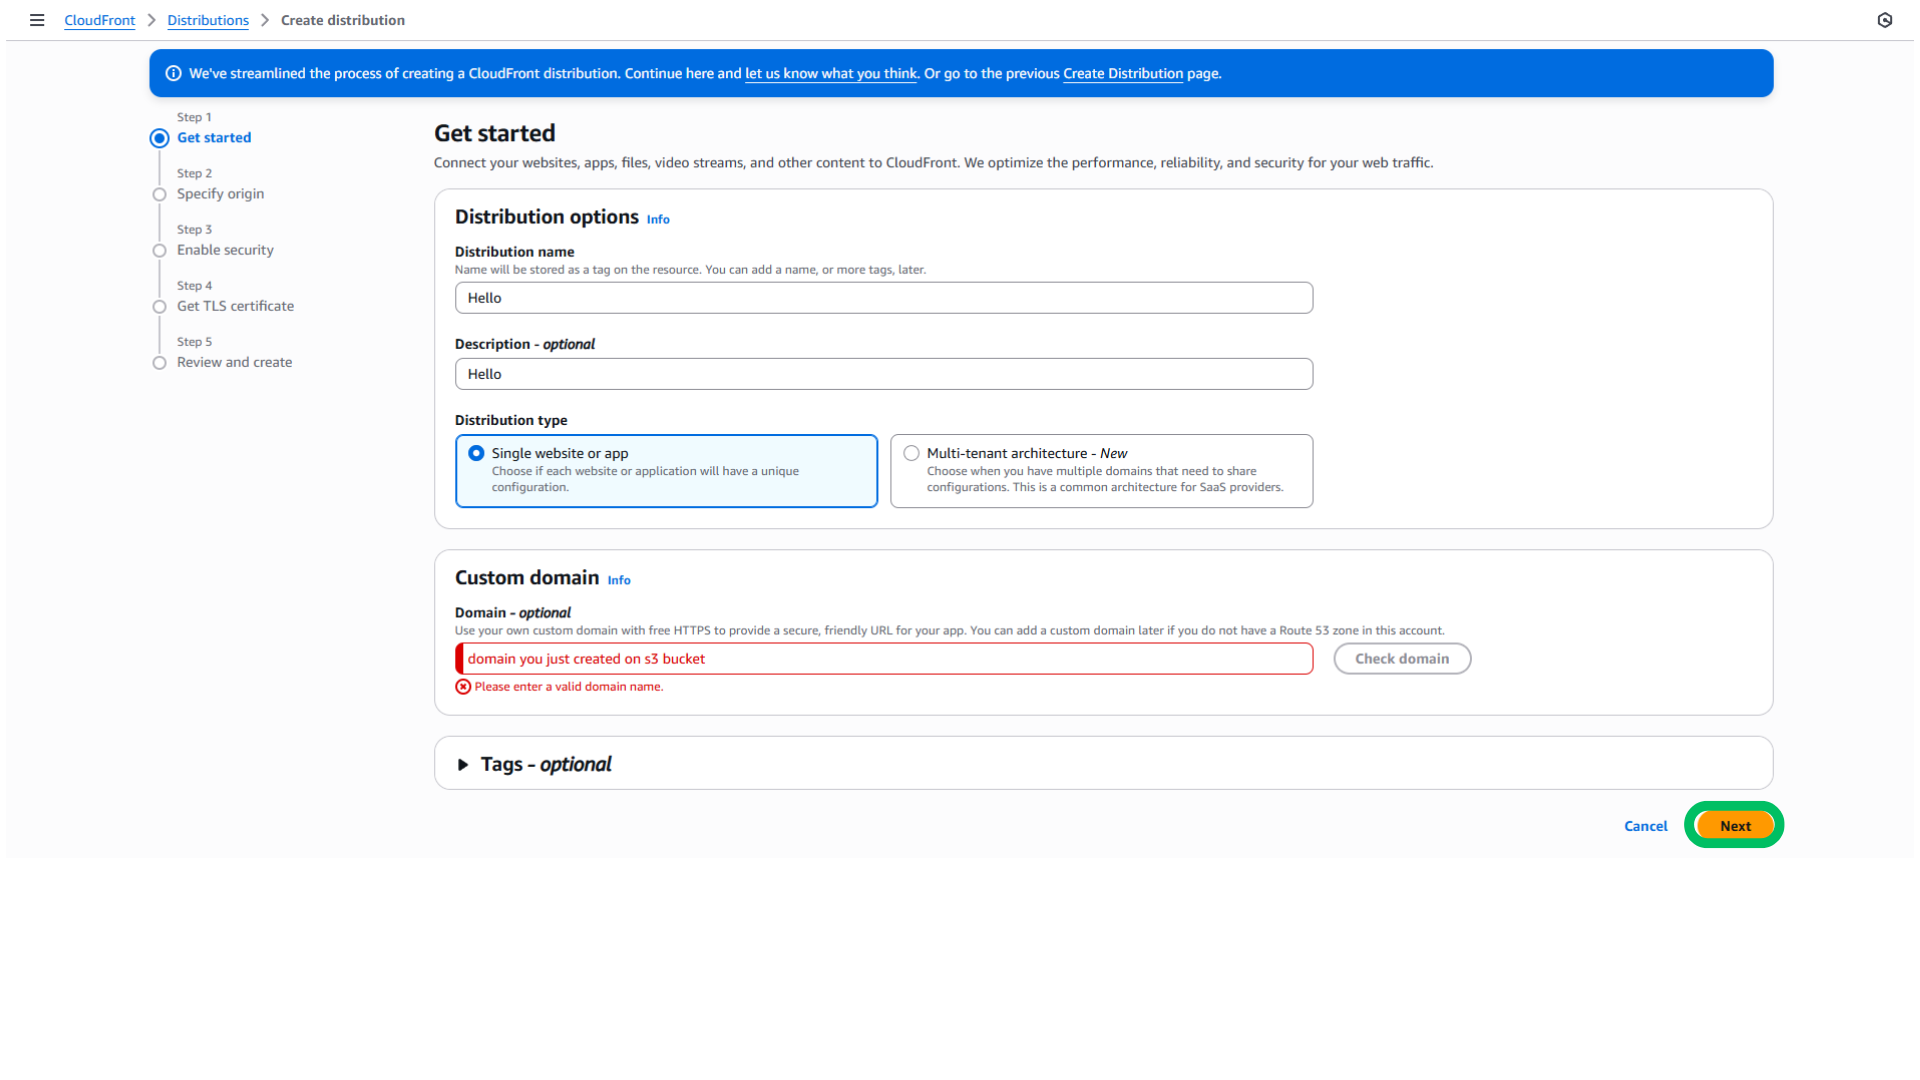 CloudFront > Distributions > Create distribution
We've streamlined the process of creating a CloudFront distribution. Continue here and let us know what you think. Or go to the previous Create Distribution page.
Step 1
Get started
Step 2
Specify origin
Step 3
Enable security
Step 4
Get TLS certificate
Step 5
Review and create
Get started
Connect your websites, apps, files, video streams, and other content to CloudFront. We optimize the performance, reliability, and security for your web traffic.
Distribution options Info
Distribution name
Name will be stored as a tag on the resource. You can add a name, or more tags, later.
Hello
Description - optional
Hello
Distribution type
Single website or app
Choose if each website or application will have a unique
configuration.
Multi-tenant architecture - New
Choose when you have multiple domains that need to share
configurations. This is a common architecture for SaaS providers.
Custom domain Info
Domain - optional
Use your own custom domain with free HTTPS to provide a secure, friendly URL for your app. You can add a custom domain later if you do not have a Route 53 zone in this account.
domain you just created on s3 bucket
Check domain
Please enter a valid domain name.
Tags - optional
Cancel
Next